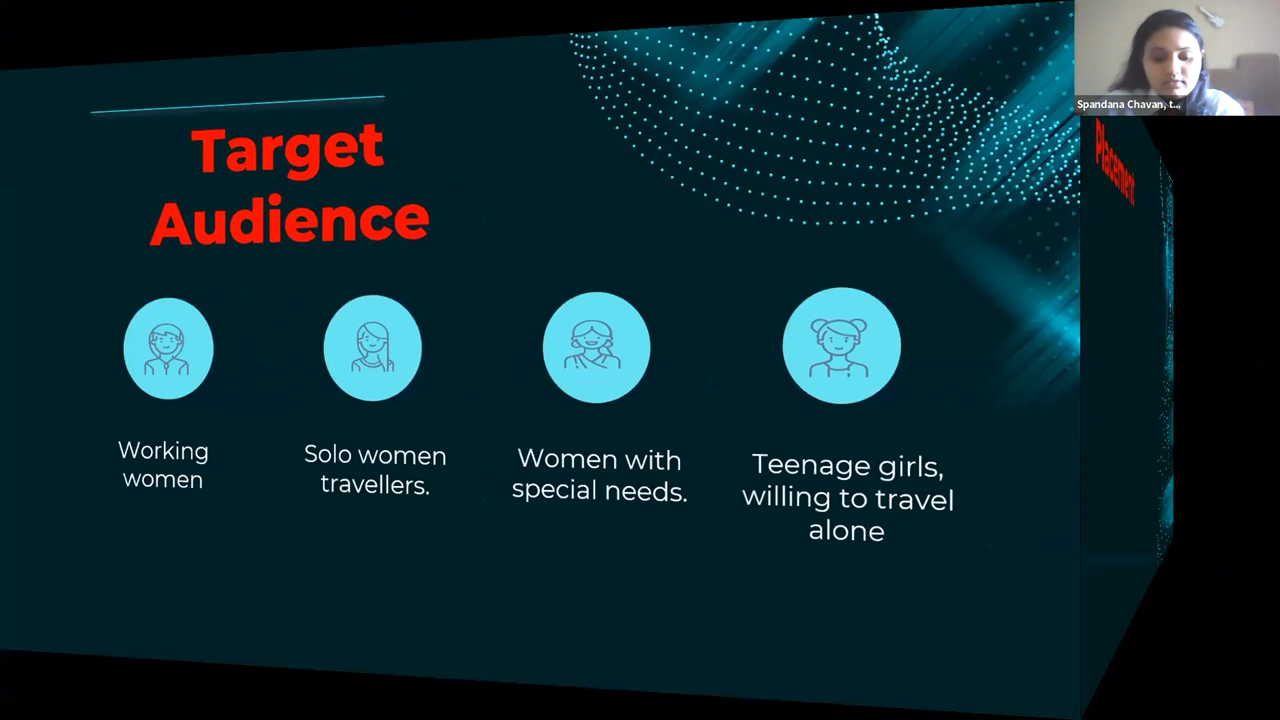 Target
Audience
Working
women
Solo women
travellers.
Women with
special needs.
Teenage girls,
willing to travel
alone
Spandana Chavan, t...
Placement